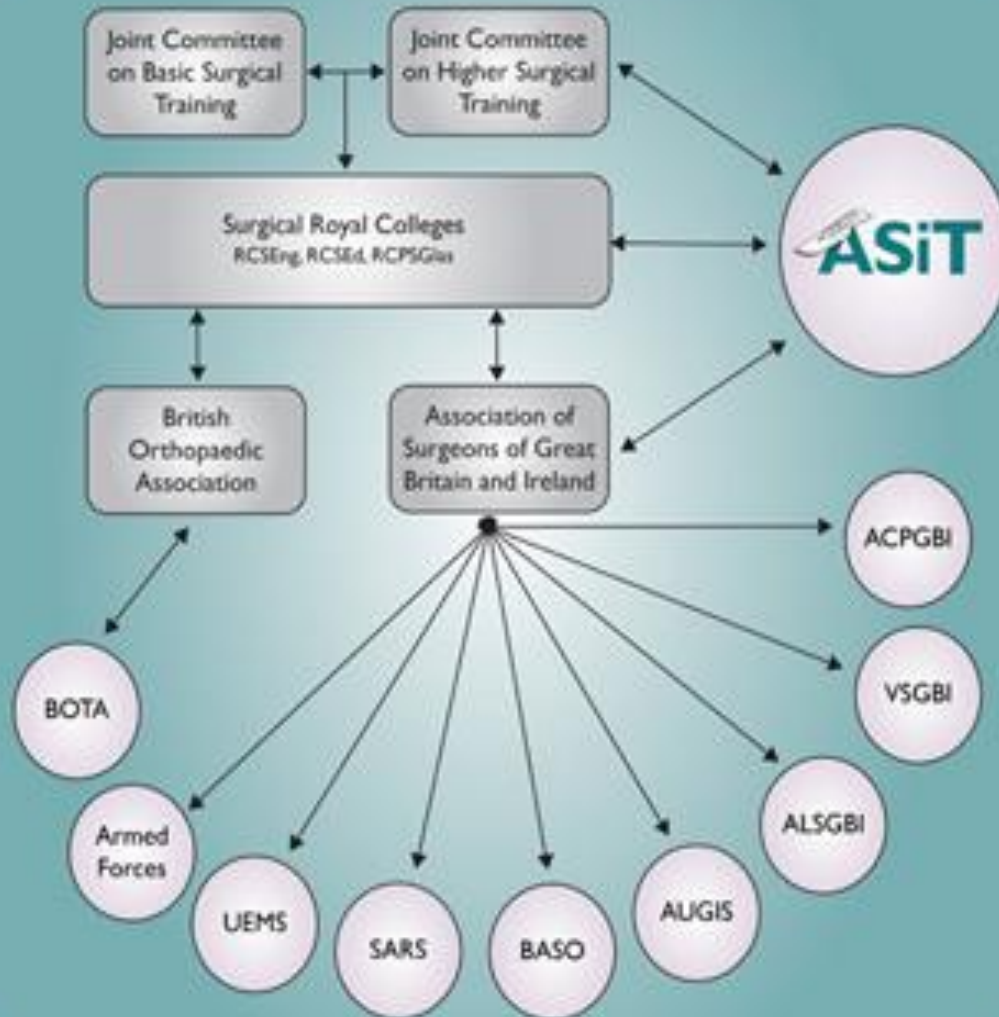 Joint Committee
on Basic Surgical
Training
Joint Committee
on Higher Surgical
Training
Surgical Royal Colleges
RCSEng, RCSEd, RCPSGlas
ASiT
British
Orthopaedic
Association
Association of
Surgeons of Great
Britain and Ireland
ACPGBI
VSGBI
ALSGBI
AUGIS
BASO
SARS
UEMS
Armed
Forces
BOTA